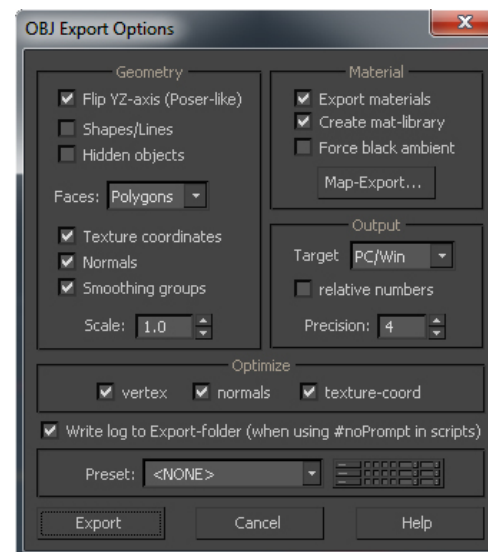 OBJ Export Options
Geometry
Flip YZ-axis (Poser-like)
Shapes/Lines
Hidden objects
Faces: Polygons
Texture coordinates
Normals
Smoothing groups
Scale: 1.0
Material
Export materials
Create mat-library
Force black ambient
Map-Export...
Output
Target PC/Win
relative numbers
Precision: 4
Optimize
vertex normals texture-coord
Write log to Export-folder (when using #noPrompt in scripts)
Preset: <NONE>
Export Cancel Help